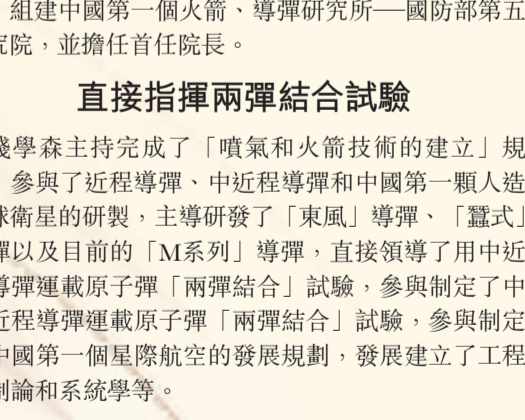 組建中國第一個火箭、導彈研究所──國防部第五
究院，並擔任首任院長。
直接指揮兩彈結合試驗
錢學森主持完成了「噴氣和火箭技術的建立」規
參與了近程導彈、中近程導彈和中國第一顆人造
球衛星的研製，主導研發了「東風」導彈、「蠶式」
彈以及目前的「M系列」導彈，直接領導了用中近
導彈運載原子彈「兩彈結合」試驗，參與制定了中
近程導彈運載原子彈「兩彈結合」試驗，參與制定
中國第一個星際航空的發展規劃，發展建立了工程
制論和系統學等。